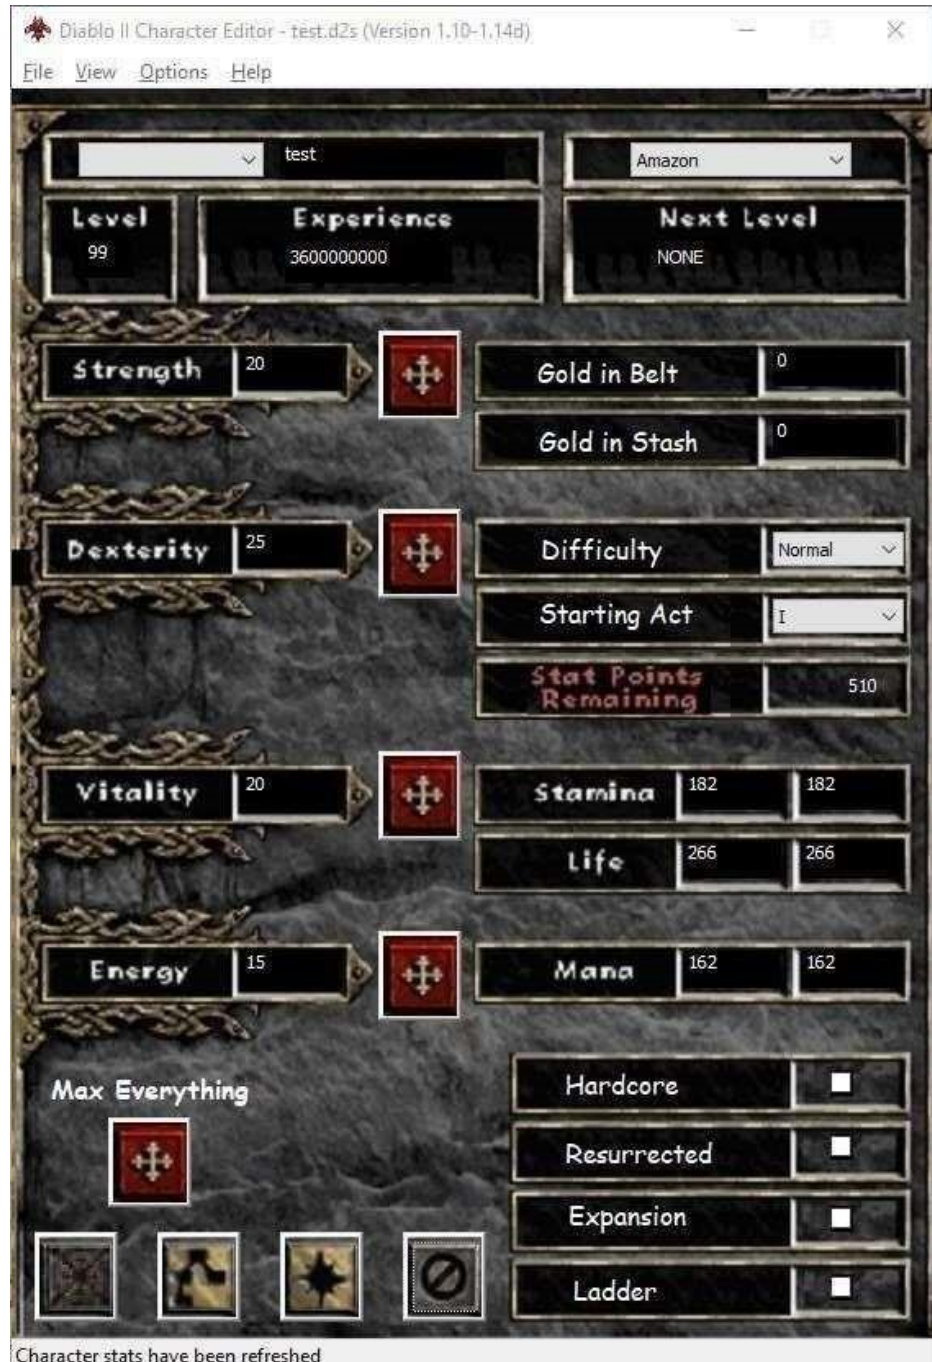 Diablo II Character Editor - test.d2s (Version 1.10-1.14d)
File View Options Help
test
Amazon
Level
99
Experience
3600000000
Next Level
NONE
Strength 20
Gold in Belt 0
Gold in Stash 0
Dexterity 25
Difficulty Normal
Starting Act I
Stat Points
Remaining
510
Vitality 20
Stamina 182 182
Life 266 266
Energy 15
Mana 162 162
Max Everything
Hardcore
Resurrected
Expansion
Ladder
Character stats have been refreshed